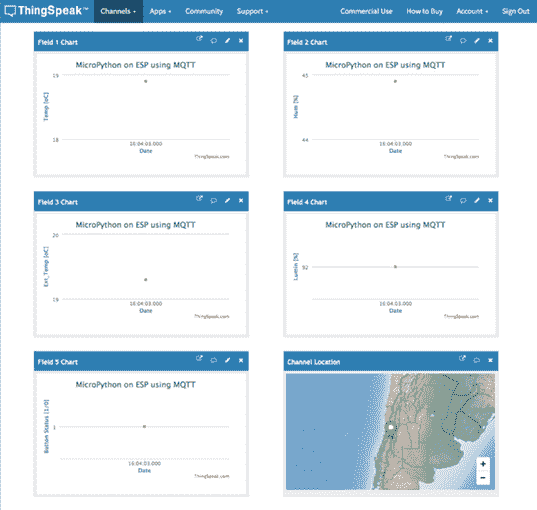 ThingSpeak™ Channels Apps Community Support Commercial Use How to Buy Account Sign Out
Field 1 Chart
MicroPython on ESP using MQTT
19
Temp [oC]
18
16:04:03.000
Date
ThingSpeak.com
Field 2 Chart
MicroPython on ESP using MQTT
45
Hum [%]
44
16:04:03.000
Date
ThingSpeak.com
Field 3 Chart
MicroPython on ESP using MQTT
20
Ext_Temp [oC]
19
16:04:03.000
Date
ThingSpeak.com
Field 4 Chart
MicroPython on ESP using MQTT
92
Lumin [%]
16:04:03.000
Date
ThingSpeak.com
Field 5 Chart
MicroPython on ESP using MQTT
1
Button Status [1/0]
16:04:03.000
Date
ThingSpeak.com
Channel Location
+
−